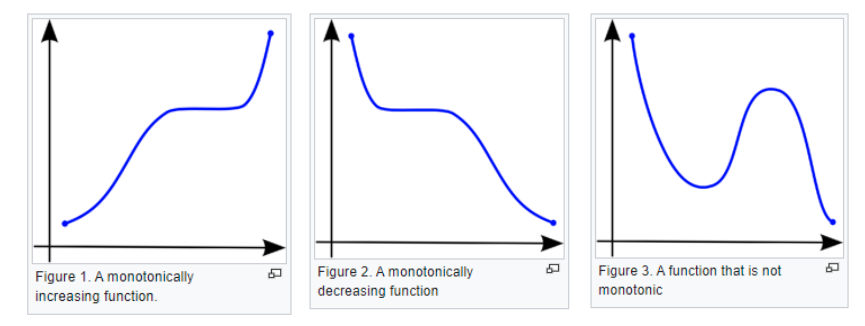 Figure 1. A monotonically
increasing function.
Figure 2. A monotonically
decreasing function
Figure 3. A function that is not
monotonic